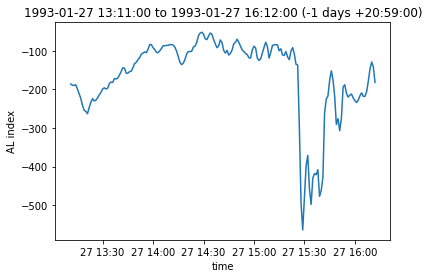 1993-01-27 13:11:00 to 1993-01-27 16:12:00 (-1 days +20:59:00)
AL index
−100
−200
−300
−400
−500
27 13:30 27 14:00 27 14:30 27 15:00 27 15:30 27 16:00
time